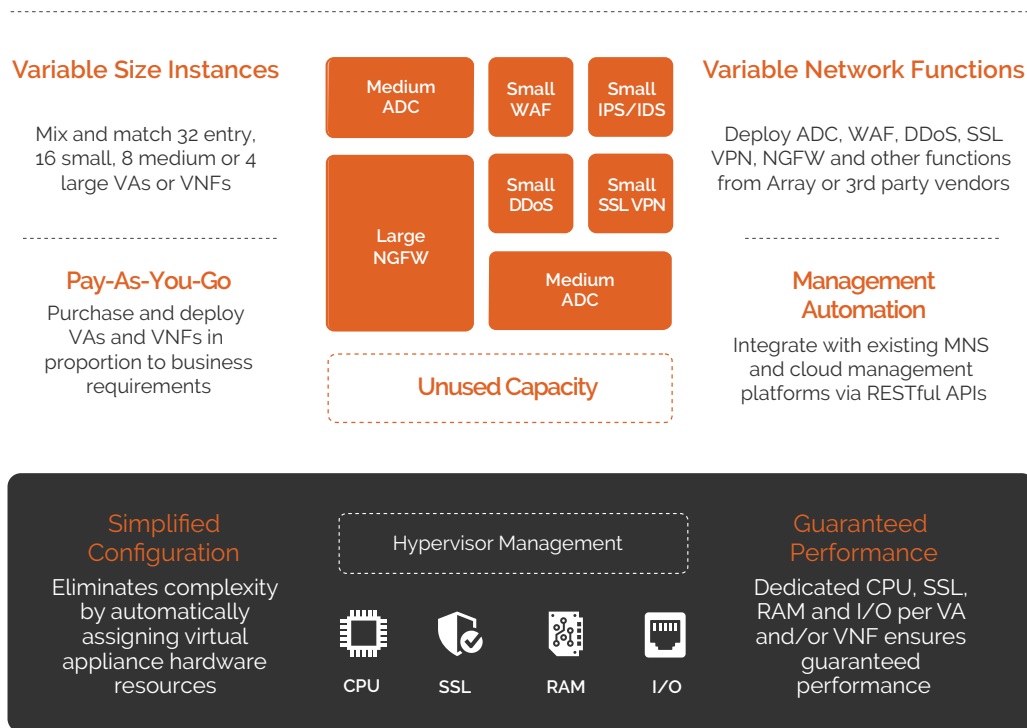 Variable Size Instances
Mix and match 32 entry,
16 small, 8 medium or 4
large VAs or VNFs
Pay-As-You-Go
Purchase and deploy
VAs and VNFs in
proportion to business
requirements
Medium
ADC
Small
WAF
Small
IPS/IDS
Large
NGFW
Small
DDoS
Small
SSL VPN
Medium
ADC
Unused Capacity
Variable Network Functions
Deploy ADC, WAF, DDoS, SSL
VPN, NGFW and other functions
from Array or 3rd party vendors
Management
Automation
Integrate with existing MNS
and cloud management
platforms via RESTful APIs
Simplified
Configuration
Eliminates complexity
by automatically
assigning virtual
appliance hardware
resources
Hypervisor Management
CPU
SSL
RAM
I/O
Guaranteed
Performance
Dedicated CPU, SSL,
RAM and I/O per VA
and/or VNF ensures
guaranteed
performance